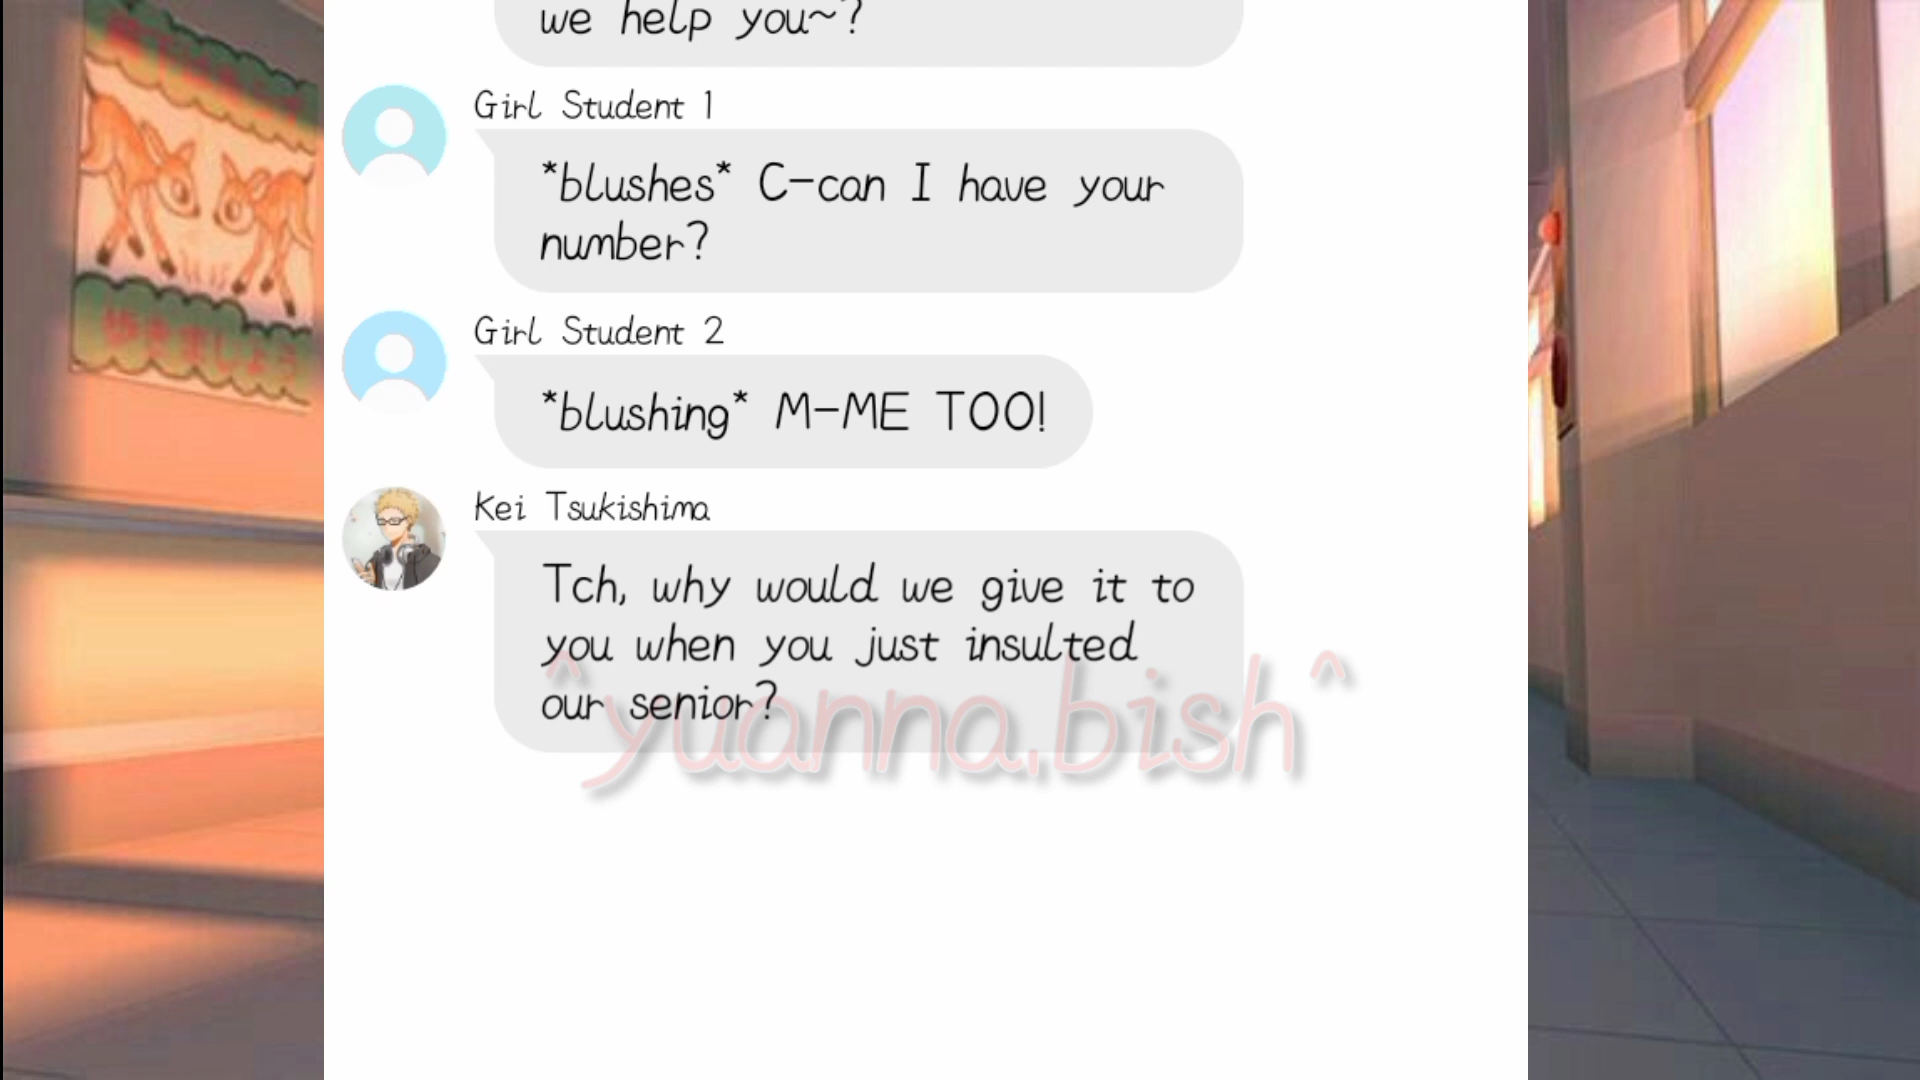 we help you~?
Girl Student 1
*blushes* C-can I have your
number?
Girl Student 2
*blushing* M-ME TOO!
Kei Tsukishima
Tch, why would we give it to
you when you just insulted
our senior?
^yuanna.bish^